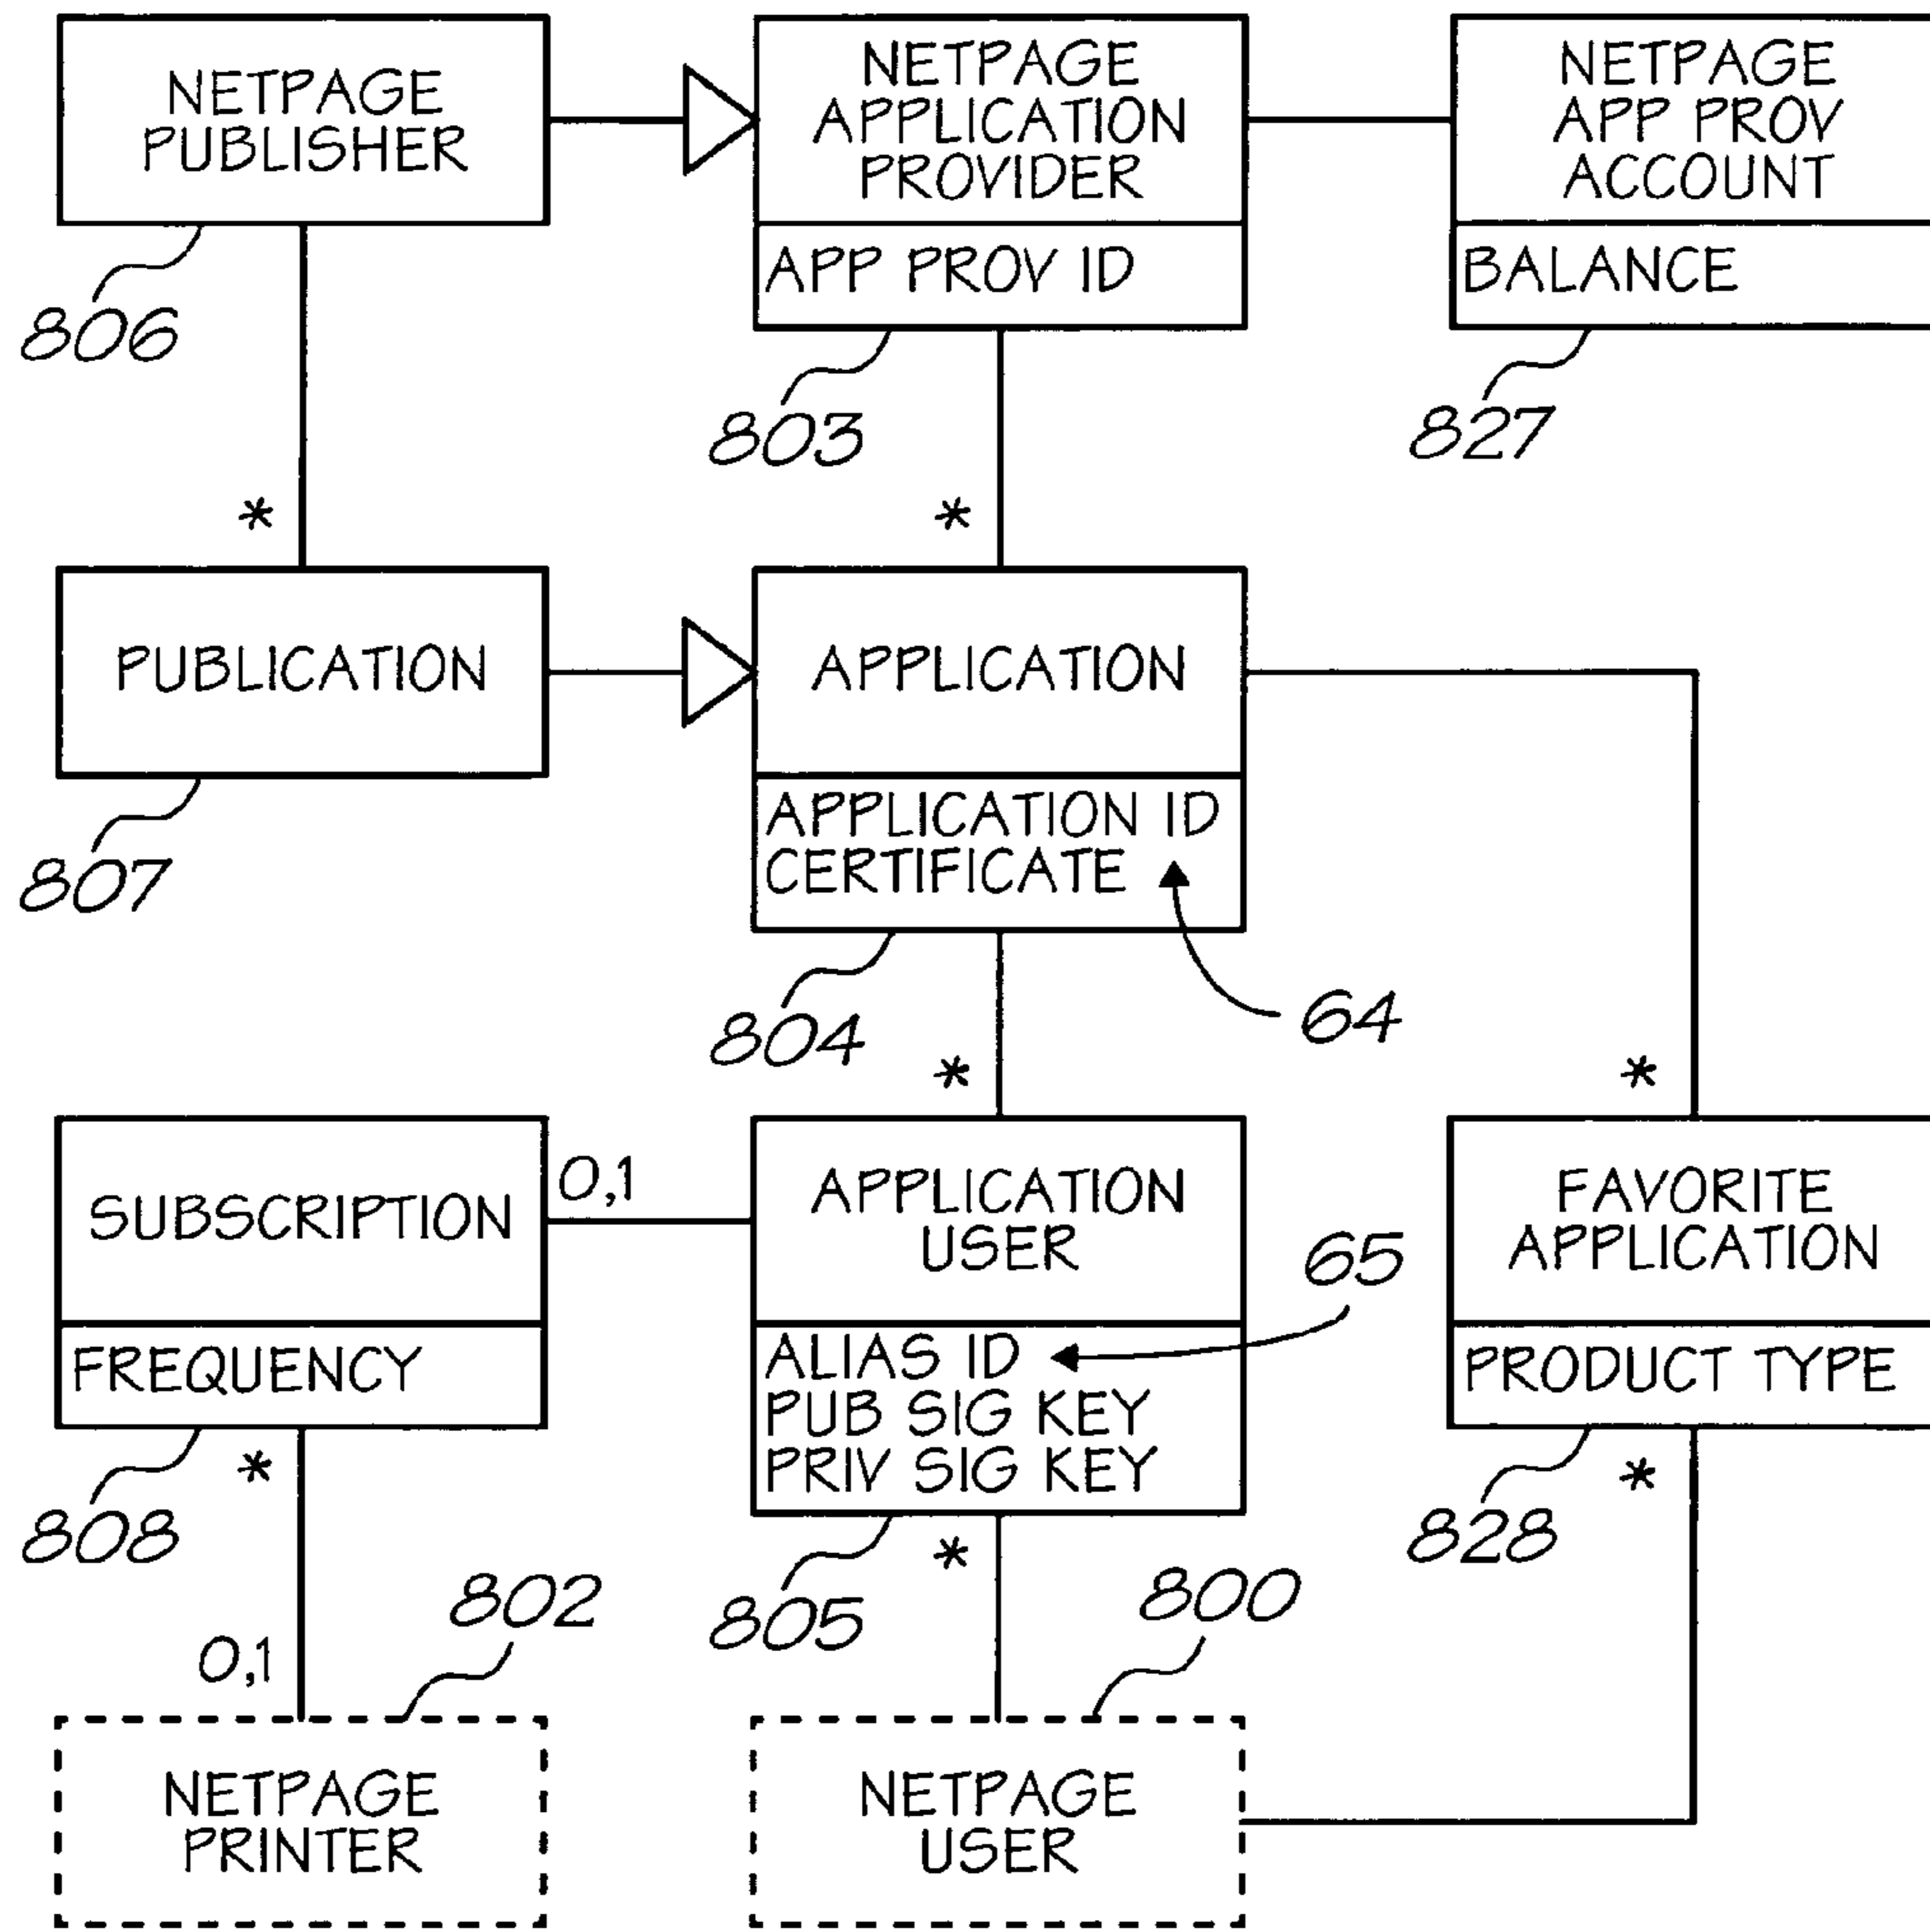 NETPAGE
PUBLISHER
806
NETPAGE
APPLICATION
PROVIDER
APP PROV ID
803
NETPAGE
APP PROV
ACCOUNT
BALANCE
827
*
*
PUBLICATION
807
APPLICATION
APPLICATION ID
CERTIFICATE
64
804
*
*
SUBSCRIPTION
0,1
FREQUENCY
808
*
APPLICATION
USER
65
ALIAS ID
PUB SIG KEY
PRIV SIG KEY
805
*
FAVORITE
APPLICATION
PRODUCT TYPE
828
*
802
0,1
NETPAGE
PRINTER
800
NETPAGE
USER